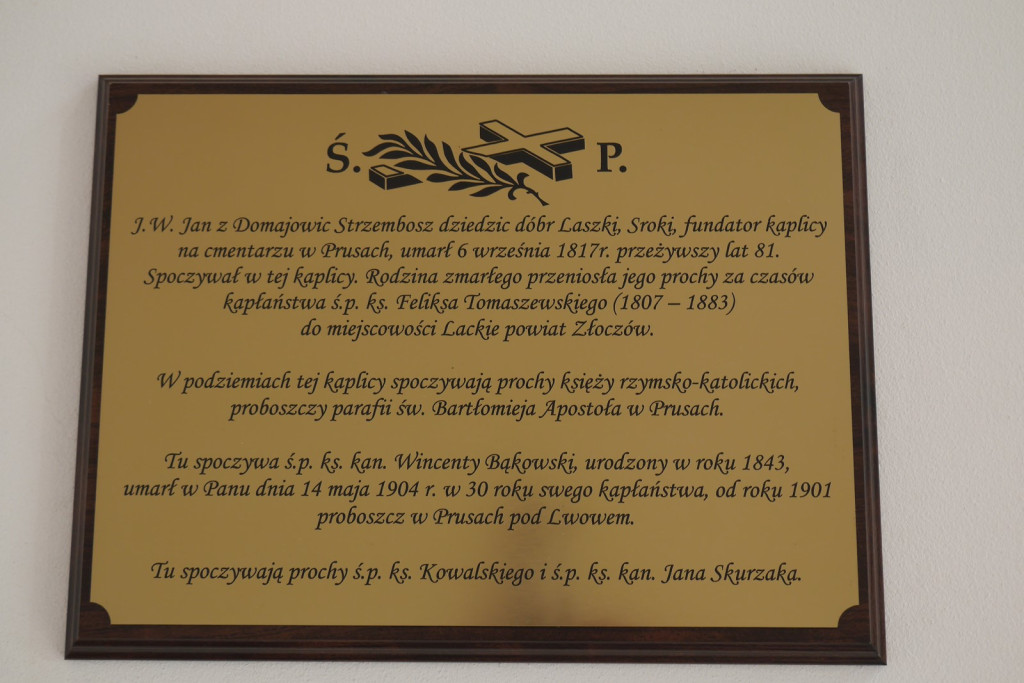 Ś. P.
J.W. Jan z Domajowic Strzembosz dziedzic dóbr Laszki, Sroki, fundator kaplicy
na cmentarzu w Prusach, umarł 6 września 1817r. przeżywszy lat 81.
Spoczywał w tej kaplicy. Rodzina zmarłego przeniosła jego prochy za czasów
kapłaństwa ś.p. ks. Feliksa Tomaszewskiego (1807 – 1883)
do miejscowości Lackie powiat Złoczów.
W podziemiach tej kaplicy spoczywają prochy księży rzymsko-katolickich,
proboszczy parafii św. Bartłomieja Apostoła w Prusach.
Tu spoczywa ś.p. ks. kan. Wincenty Bąkowski, urodzony w roku 1843,
umarł w Panu dnia 14 maja 1904 r. w 30 roku swego kapłaństwa, od roku 1901
proboszcz w Prusach pod Lwowem.
Tu spoczywają prochy ś.p. ks. Kowalskiego i ś.p. ks. kan. Jana Skurzaka.